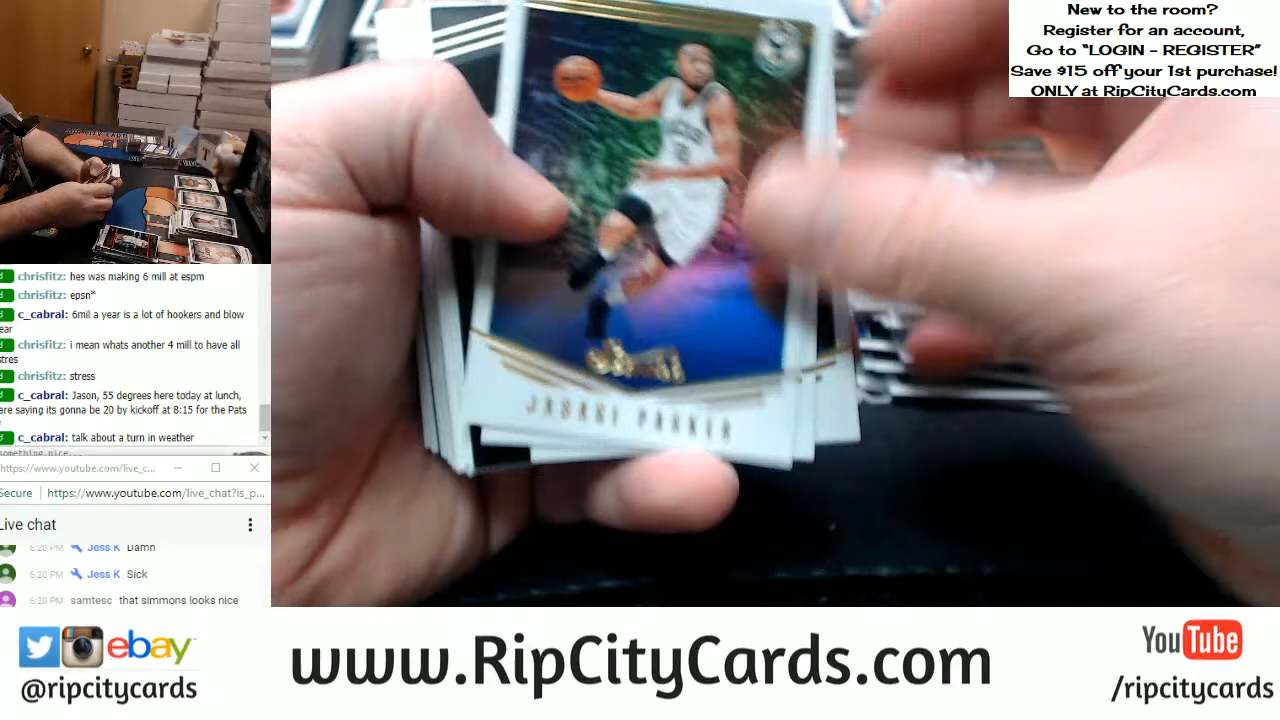 New to the room?
Register for an account,
Go to “LOGIN - REGISTER”
Save $15 off your 1st purchase!
ONLY at RipCityCards.com
chrisfitz: hes was making 6 mill at espm
chrisfitz: epsn*
c_cabral: 6mil a year is a lot of hookers and blow
ear
chrisfitz: i mean whats another 4 mill to have all
stres
chrisfitz: stress
c_cabral: Jason, 55 degrees here today at lunch,
are saying its gonna be 20 by kickoff at 8:15 for the Pats
c_cabral: talk about a turn in weather
https://www.youtube.com/live_c...
Secure https://www.youtube.com/live_chat?is_p...
Live chat
6:20 PM Jess K Damn
6:20 PM Jess K Sick
6:20 PM samtesc that simmons looks nice
JABARI PARKER
ebay
@ripcitycards
www.RipCityCards.com
YouTube
/ripcitycards